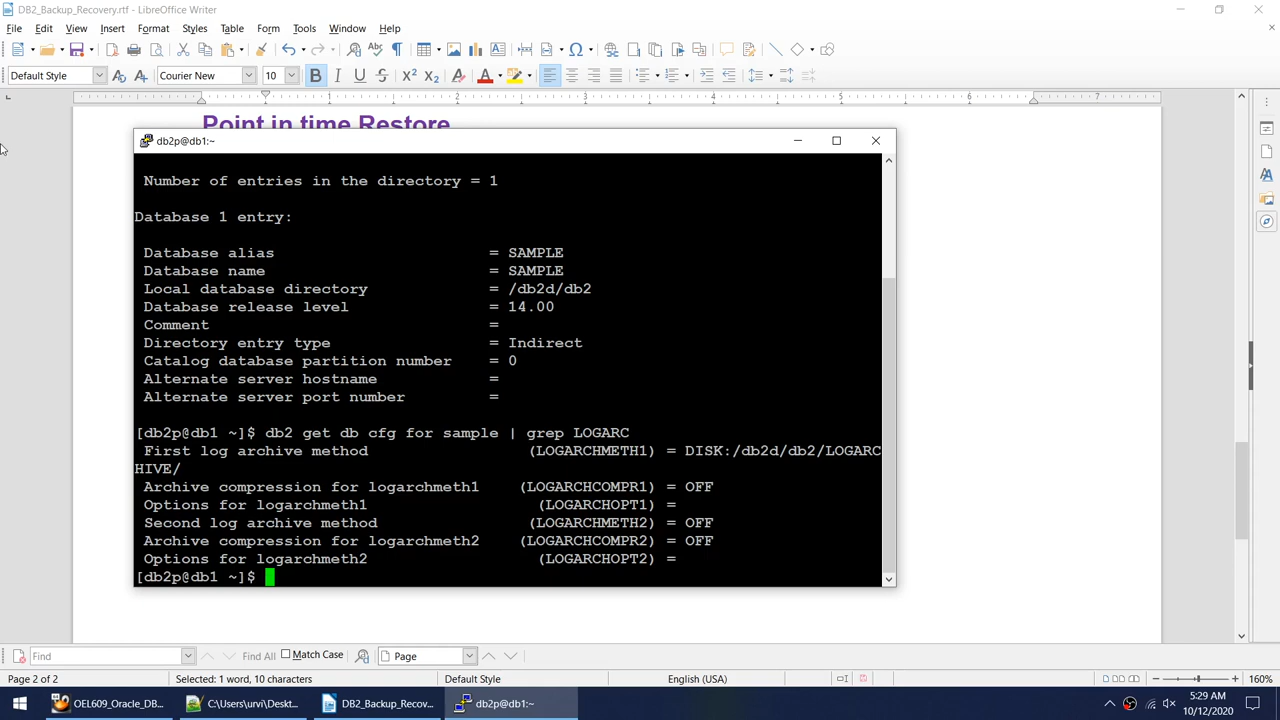 DB2_Backup_Recovery.rtf - LibreOffice Writer
File Edit View Insert Format Styles Table Form Tools Window Help
Default Style Courier New 10
1 2 3 4 5 6 7
Point in time Restore
db2p@db1:~
Number of entries in the directory = 1
Database 1 entry:
Database alias = SAMPLE
Database name = SAMPLE
Local database directory = /db2d/db2
Database release level = 14.00
Comment =
Directory entry type = Indirect
Catalog database partition number = 0
Alternate server hostname =
Alternate server port number =
[db2p@db1 ~]$ db2 get db cfg for sample | grep LOGARC
First log archive method (LOGARCHMETH1) = DISK:/db2d/db2/LOGARC
HIVE/
Archive compression for logarchmeth1 (LOGARCHCOMPR1) = OFF
Options for logarchmeth1 (LOGARCHOPT1) =
Second log archive method (LOGARCHMETH2) = OFF
Archive compression for logarchmeth2 (LOGARCHCOMPR2) = OFF
Options for logarchmeth2 (LOGARCHOPT2) =
[db2p@db1 ~]$
Find Find All Match Case Page
Page 2 of 2 Selected: 1 word, 10 characters Default Style English (USA) 160%
OEL609_Oracle_DB... C:\Users\urvi\Deskt... DB2_Backup_Recov... db2p@db1:~ 5:29 AM
10/12/2020